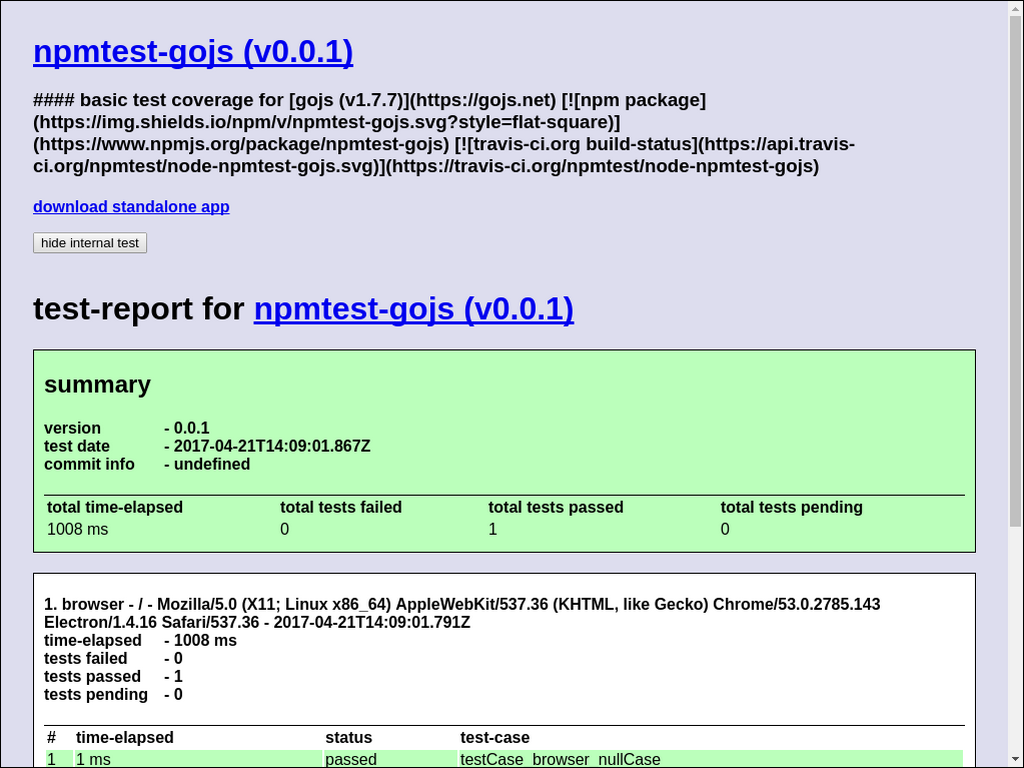 npmtest-gojs (v0.0.1)
#### basic test coverage for [gojs (v1.7.7)](https://gojs.net) [![npm package]
(https://img.shields.io/npm/v/npmtest-gojs.svg?style=flat-square)]
(https://www.npmjs.org/package/npmtest-gojs) [![travis-ci.org build-status](https://api.travis-
ci.org/npmtest/node-npmtest-gojs.svg)](https://travis-ci.org/npmtest/node-npmtest-gojs)
download standalone app
hide internal test
test-report for npmtest-gojs (v0.0.1)
summary
version - 0.0.1
test date - 2017-04-21T14:09:01.867Z
commit info - undefined
total time-elapsed total tests failed total tests passed total tests pending
1008 ms 0 1 0
1. browser - / - Mozilla/5.0 (X11; Linux x86_64) AppleWebKit/537.36 (KHTML, like Gecko) Chrome/53.0.2785.143
Electron/1.4.16 Safari/537.36 - 2017-04-21T14:09:01.791Z
time-elapsed - 1008 ms
tests failed - 0
tests passed - 1
tests pending - 0
# time-elapsed status test-case
1 1 ms passed testCase_browser_nullCase